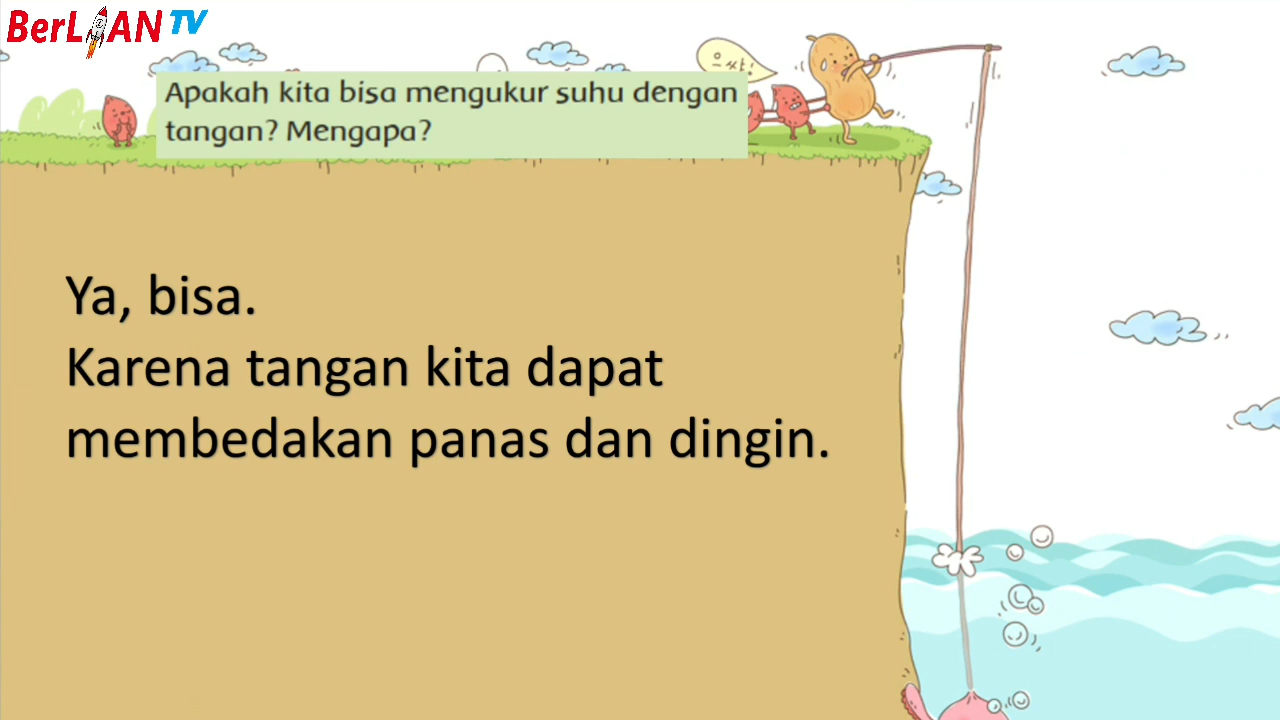 BerLIAN TV
Apakah kita bisa mengukur suhu dengan
tangan? Mengapa?
Ya, bisa.
Karena tangan kita dapat
membedakan panas dan dingin.